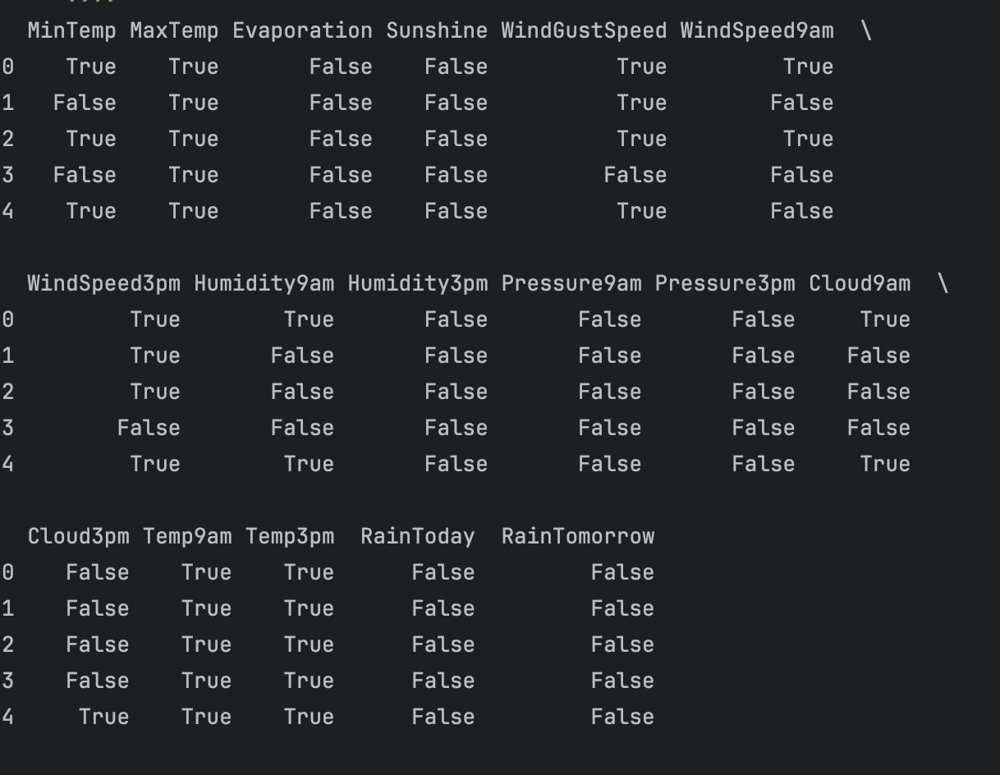 MinTemp MaxTemp Evaporation Sunshine WindGustSpeed WindSpeed9am \
0 True True False False True True
1 False True False False True False
2 True True False False True True
3 False True False False False False
4 True True False False True False
WindSpeed3pm Humidity9am Humidity3pm Pressure9am Pressure3pm Cloud9am \
0 True True False False False True
1 True False False False False False
2 True False False False False False
3 False False False False False False
4 True True False False False True
Cloud3pm Temp9am Temp3pm RainToday RainTomorrow
0 False True True False False
1 False True True False False
2 False True True False False
3 False True True False False
4 True True True False False